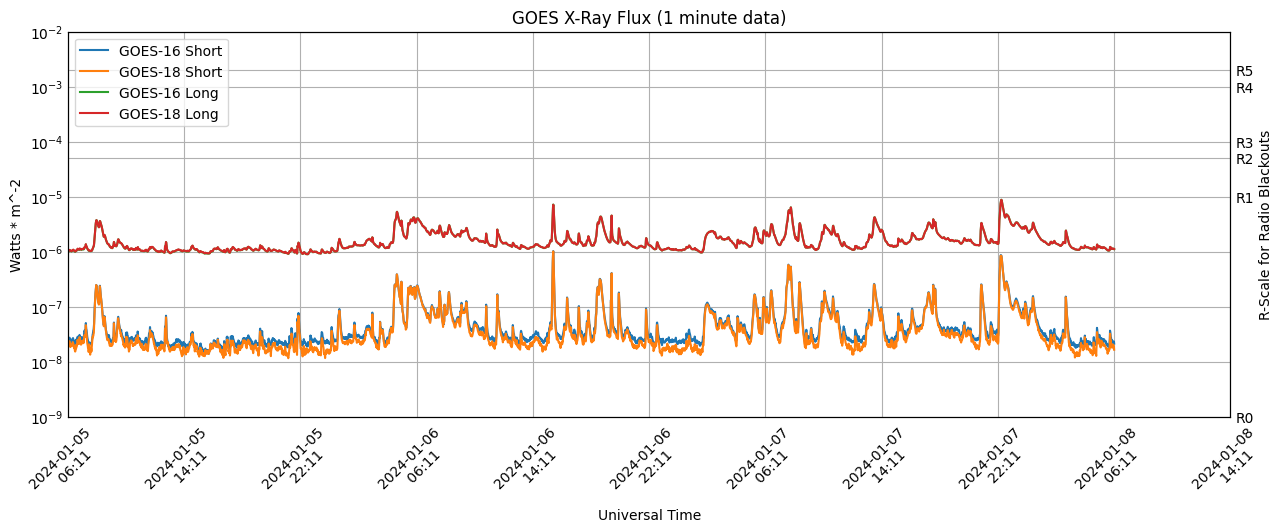 GOES X-Ray Flux (1 minute data)
GOES-16 Short
GOES-18 Short
GOES-16 Long
GOES-18 Long
Watts * m^-2
10⁻²
10⁻³
10⁻⁴
10⁻⁵
10⁻⁶
10⁻⁷
10⁻⁸
10⁻⁹
R5
R4
R3
R2
R1
R0
R-Scale for Radio Blackouts
2024-01-05
06:11
2024-01-05
14:11
2024-01-05
22:11
2024-01-06
06:11
2024-01-06
14:11
2024-01-06
22:11
2024-01-07
06:11
2024-01-07
14:11
2024-01-07
22:11
2024-01-08
06:11
2024-01-08
14:11
Universal Time